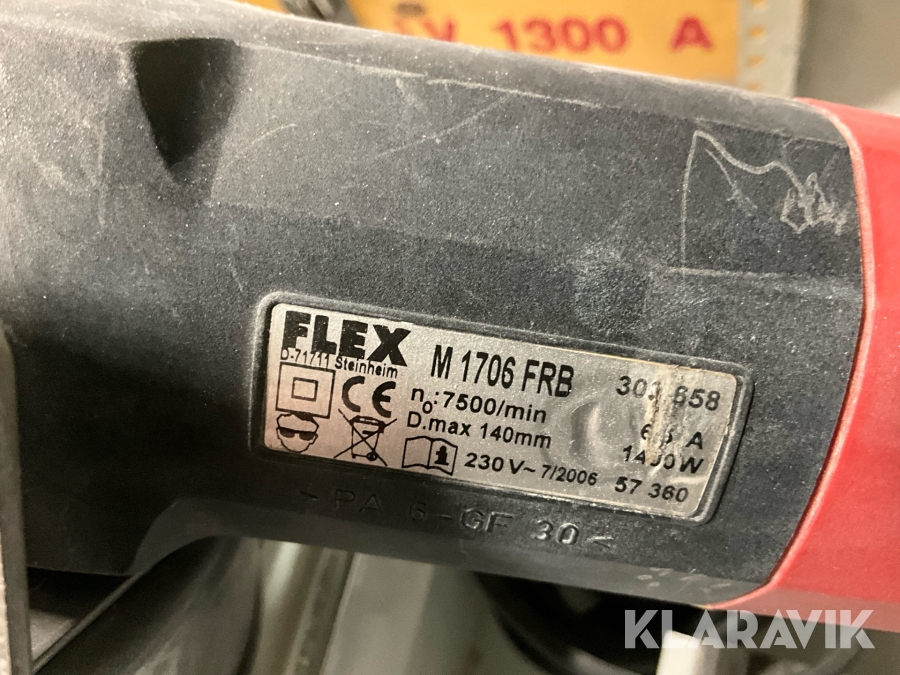 V 1300 A
FLEX
D-71711 Steinheim
M 1706 FRB
CE
n₀:7500/min
D.max 140mm
A
230V~ 7/2006
57 360
>PA 6-GF 30<
KLARAVIK